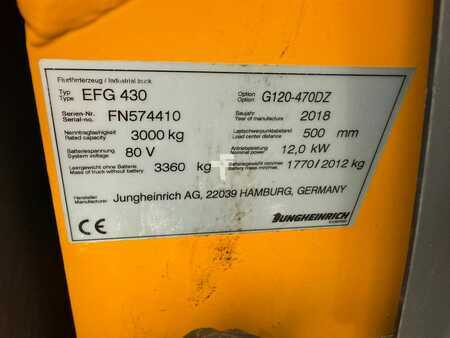 Flurförderzeug / Industrial truck
Typ EFG 430 Option G120-470DZ
Type Option
Serien-Nr. FN574410 Baujahr 2018
Serial-no. Year of manufacture
Nenntragfähigkeit 3000 kg Lastschwerpunktabstand 500 mm
Rated capacity Load center distance
Batteriespannung 80 V Antriebsleistung 12,0 kW
System voltage Nominal power
Leergewicht ohne Batterie 3360 kg Batteriegewicht min/max 1770/2012 kg
Mass of truck without battery Battery mass min/max
Hersteller Jungheinrich AG, 22039 HAMBURG, GERMANY
Manufacturer
CE JUNGHEINRICH